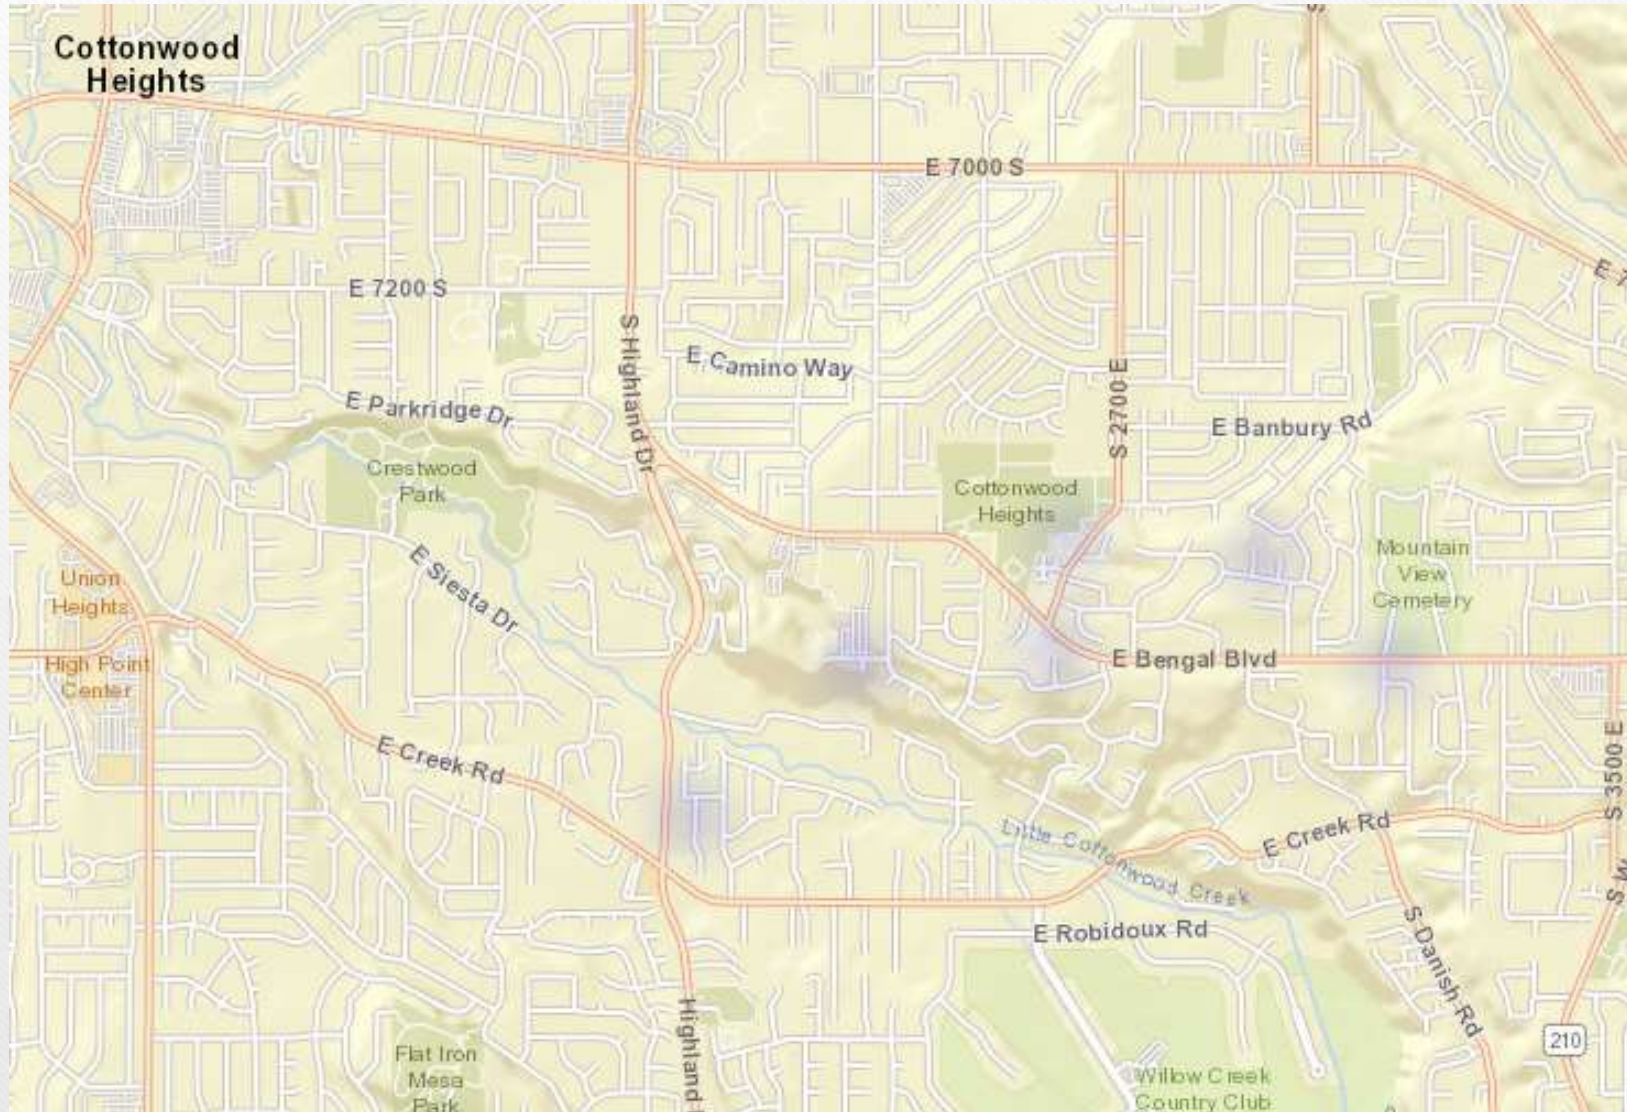 Cottonwood
Heights
E 7000 S
E 7200 S
S Highland Dr
E Camino Way
E Parkridge Dr
S 2700 E
E Banbury Rd
Crestwood
Park
Cottonwood
Heights
Mountain
View
Cemetery
E Siesta Dr
Union
Heights
High Point
Center
E Bengal Blvd
E Creek Rd
S 3500 E
Little Cottonwood Creek
E Creek Rd
E Robidoux Rd
S Danish Rd
Highland
210
Flat Iron
Mesa
Park
Willow Creek
Country Club